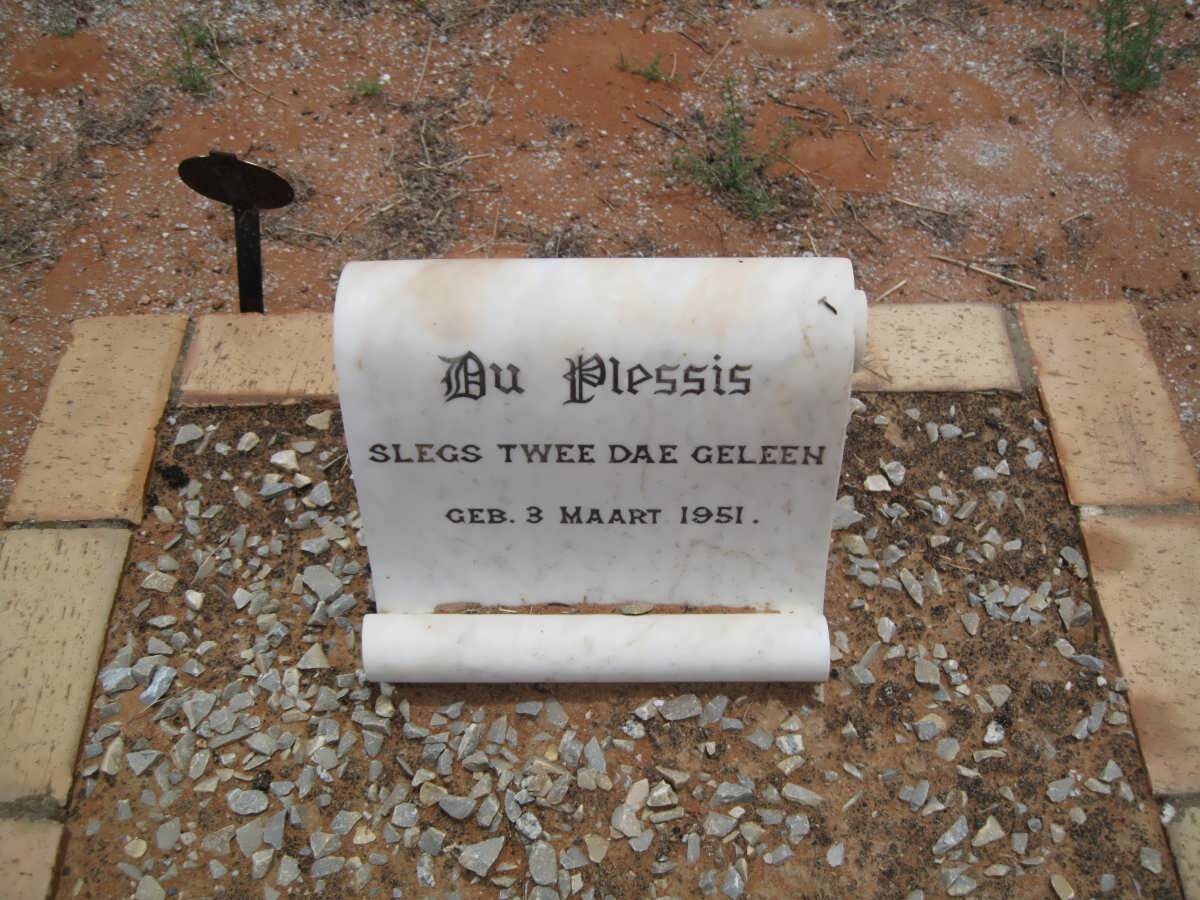 Du Plessis
SLEGS TWEE DAE GELEEN
GEB. 3 MAART 1951.